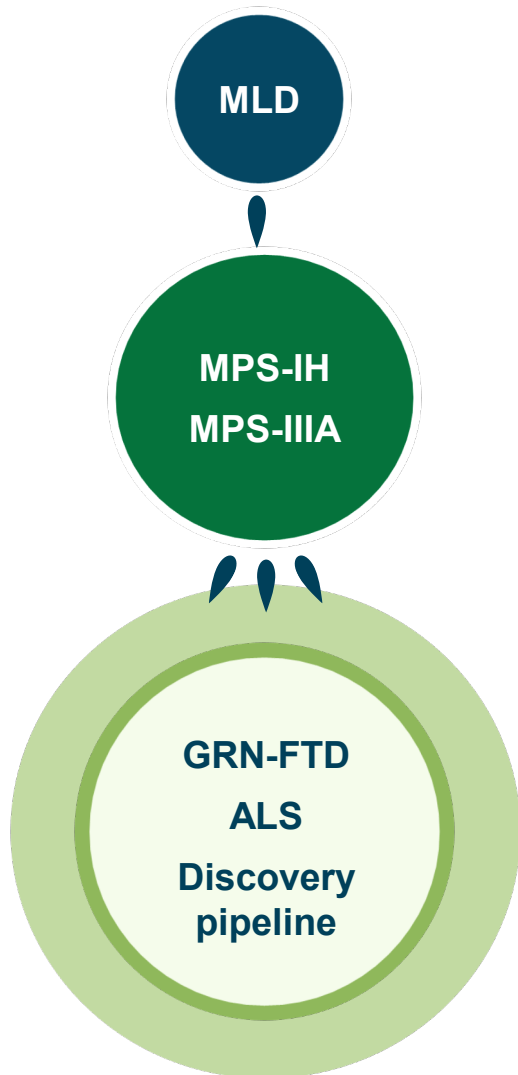 MLD
MPS-IH
MPS-IIIA
GRN-FTD
ALS
Discovery
pipeline